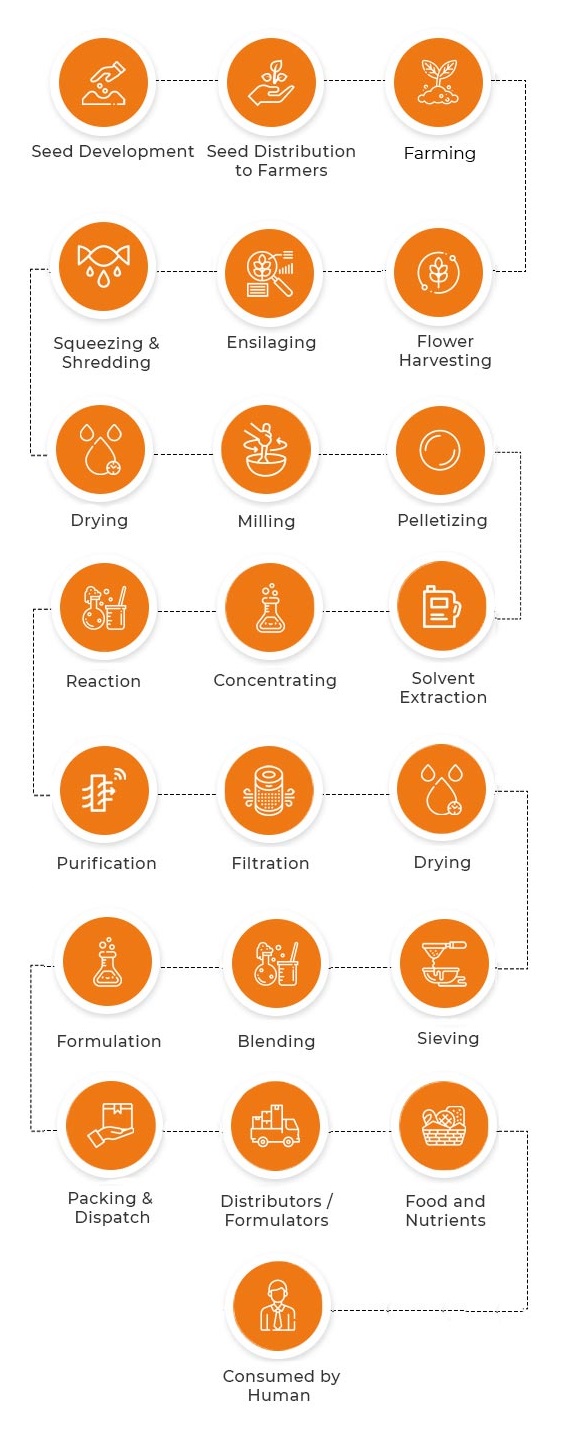 Seed Development
Seed Distribution
to Farmers
Farming
Squeezing &
Shredding
Ensilaging
Flower
Harvesting
Drying
Milling
Pelletizing
Reaction
Concentrating
Solvent
Extraction
Purification
Filtration
Drying
Formulation
Blending
Sieving
Packing &
Dispatch
Distributors /
Formulators
Food and
Nutrients
Consumed by
Human